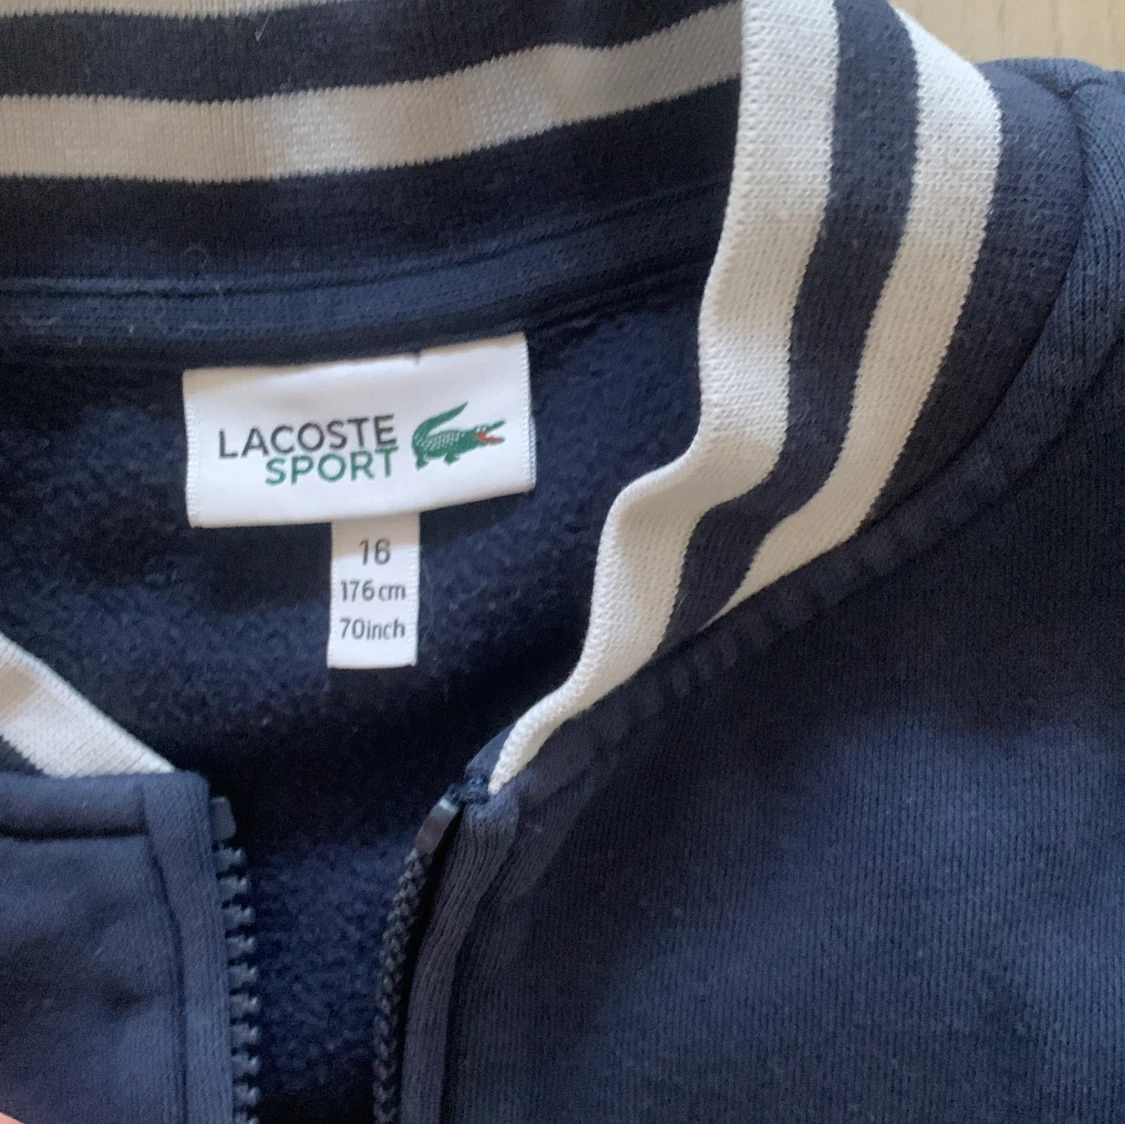 LACOSTE
SPORT
16
176cm
70inch